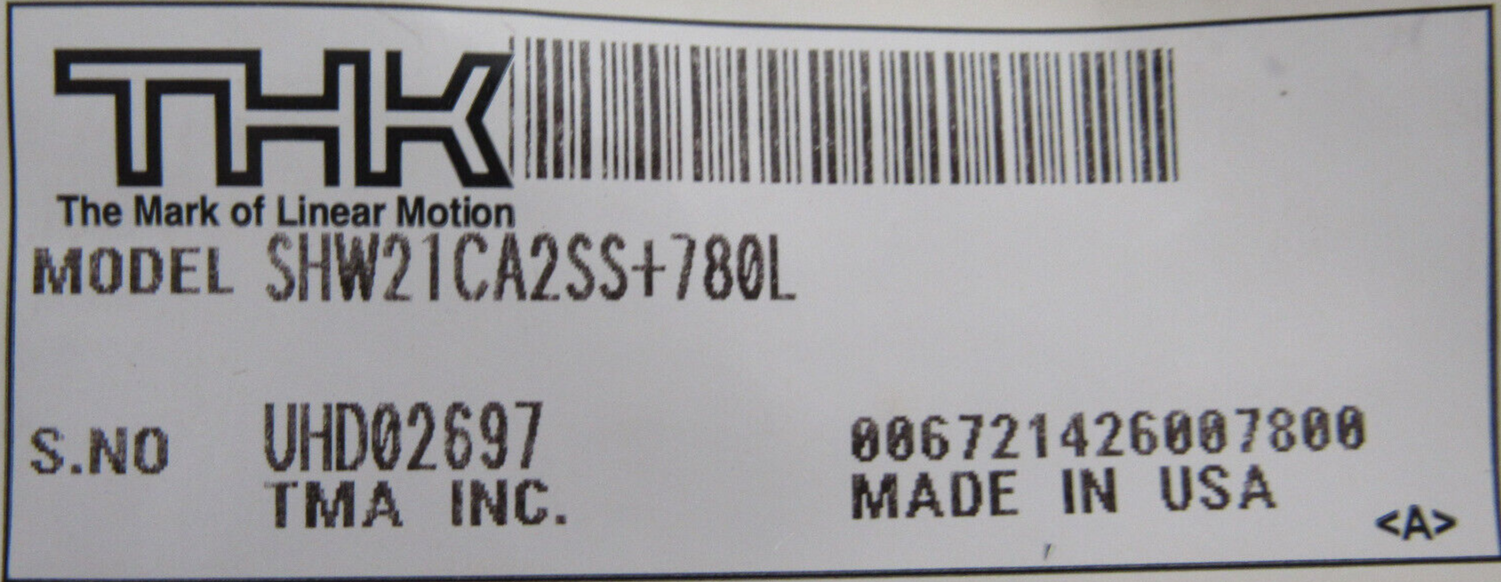 THK
The Mark of Linear Motion
MODEL SHW21CA2SS+780L
S.NO UHD02697 006721426007800
TMA INC. MADE IN USA
<A>